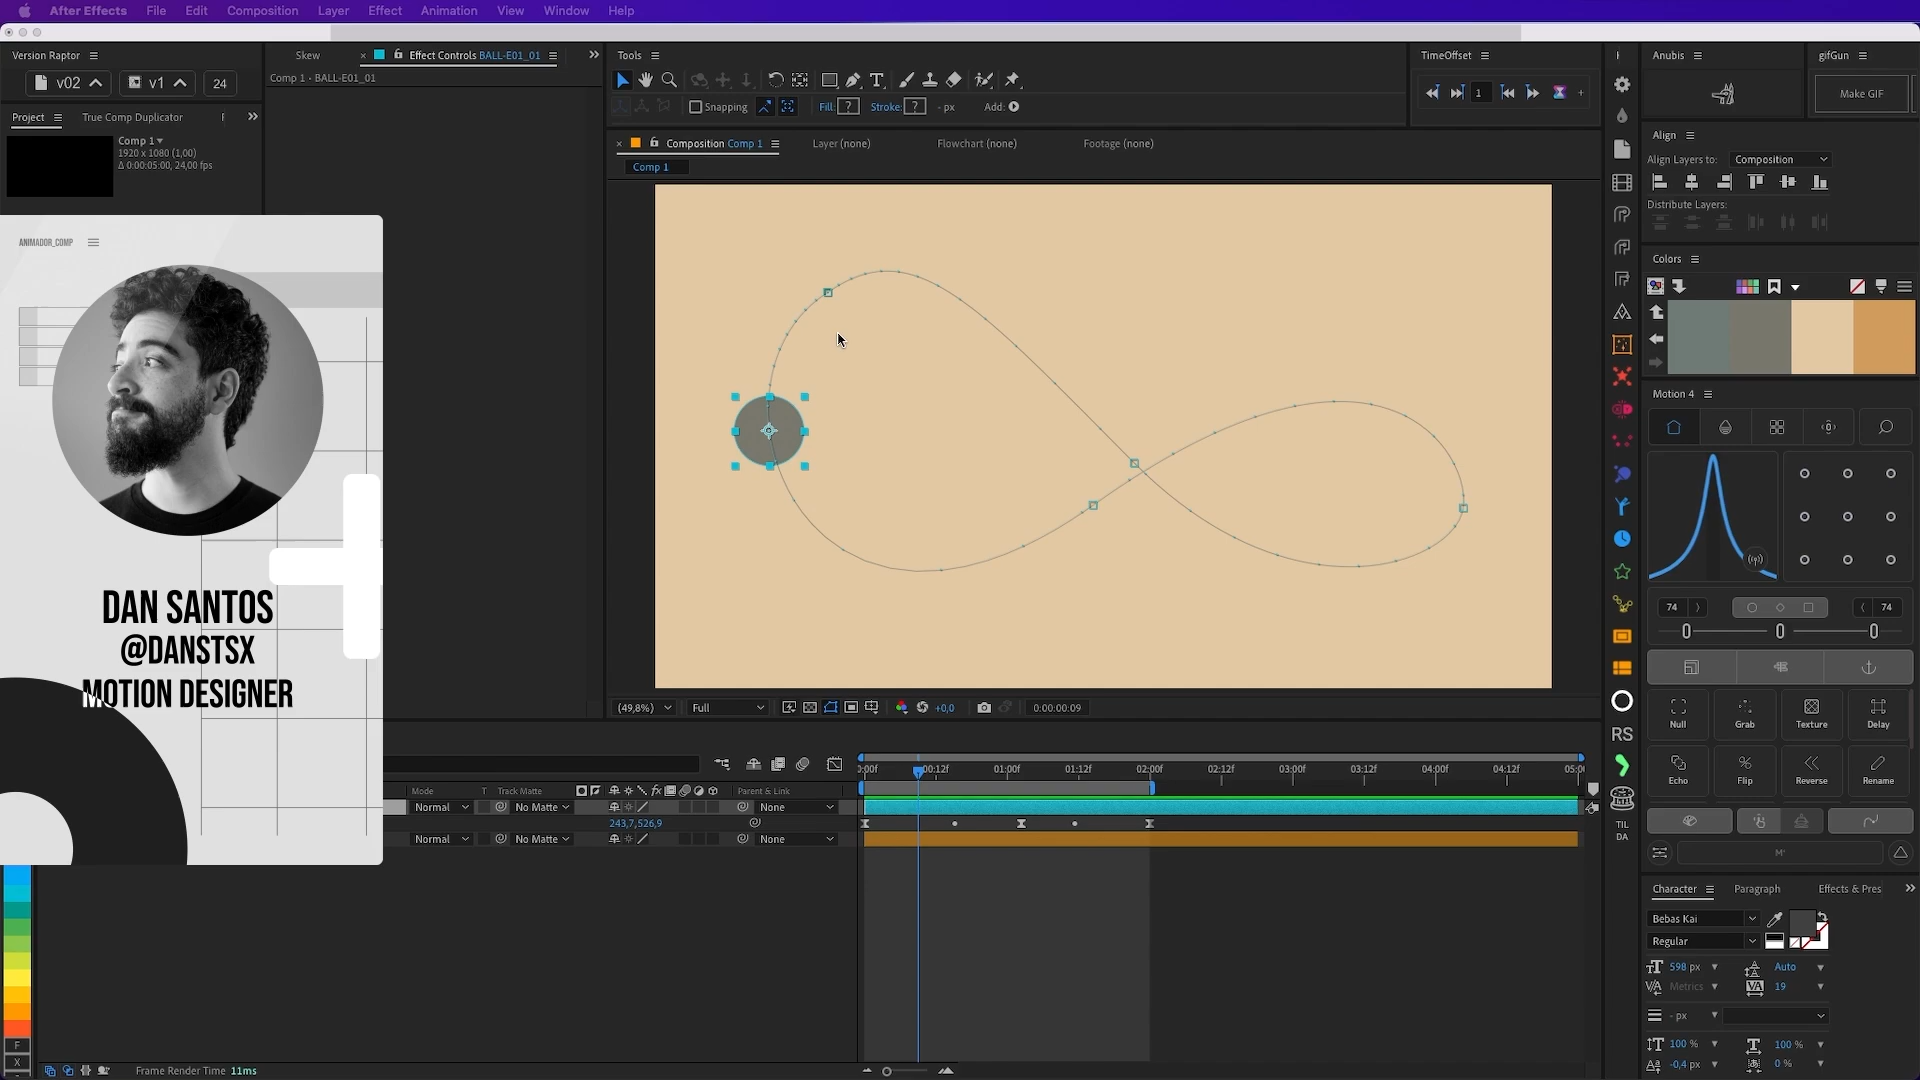 After Effects File Edit Composition Layer Effect Animation View Window Help
Version Raptor
v02 v1 24
Project True Comp Duplicator
Comp 1
1920 x 1080 (1,00)
Δ 0:00:05:00, 24,00 fps
Skew Effect Controls BALL-E01_01
Comp 1 • BALL-E01_01
Tools
Snapping Fill: ? Stroke: ? - px Add:
Composition Comp 1 Layer (none) Flowchart (none) Footage (none)
Comp 1
TimeOffset
1
Anubis
gifGun
Make GIF
Align
Align Layers to: Composition
Distribute Layers:
Colors
Motion 4
74 74
Null Grab Texture Delay
Echo Flip Reverse Rename
RS
TIL
DA
Character Paragraph Effects & Pres
Bebas Kai
Regular
598 px Auto
Metrics 19
- px
100 % 100 %
-0,4 px 0 %
ANIMADOR_COMP
DAN SANTOS
@DANSTSX
MOTION DESIGNER
(49,8%) Full +0,0 0:00:00:09
:00f 00:12f 01:00f 01:12f 02:00f 02:12f 03:00f 03:12f 04:00f 04:12f 05:00
Mode T Track Matte Parent & Link
Normal No Matte None
243,7,526,9
Normal No Matte None
F
X
Frame Render Time 11ms